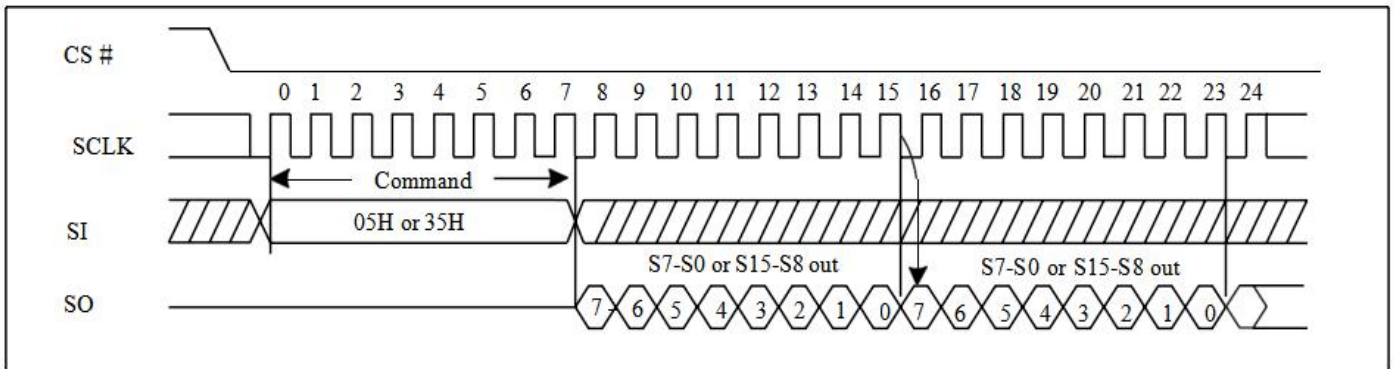 CS #
0 1 2 3 4 5 6 7 8 9 10 11 12 13 14 15 16 17 18 19 20 21 22 23 24
SCLK
Command
SI
05H or 35H
S7-S0 or S15-S8 out
S7-S0 or S15-S8 out
SO
7 6 5 4 3 2 1 0 7 6 5 4 3 2 1 0